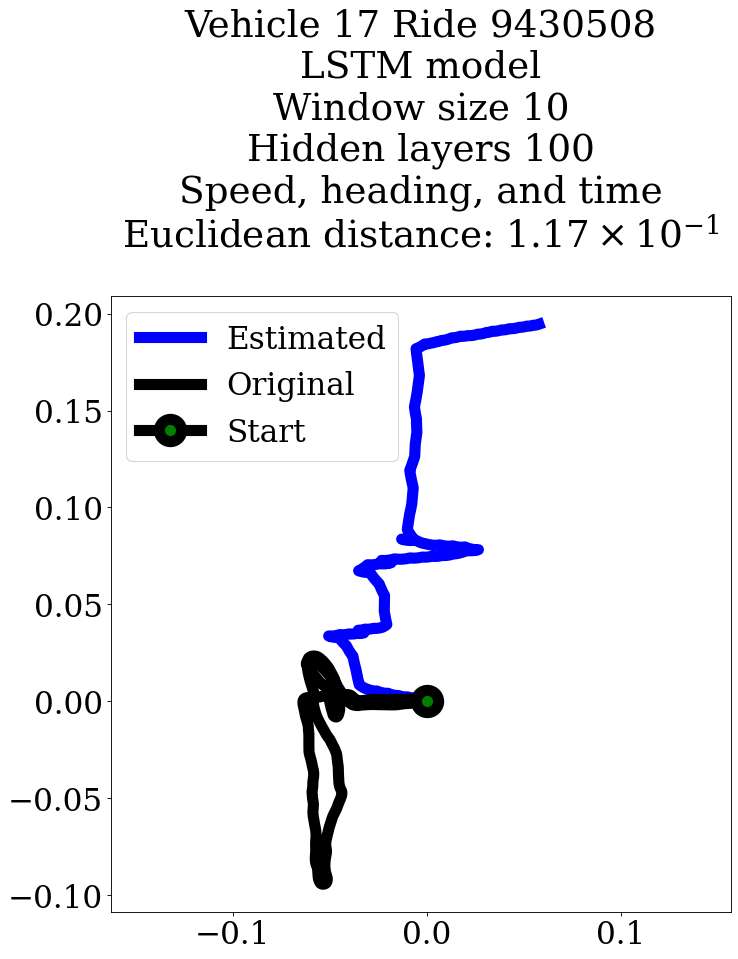 Vehicle 17 Ride 9430508
LSTM model
Window size 10
Hidden layers 100
Speed, heading, and time
Euclidean distance: 1.17 × 10⁻¹
Estimated
Original
Start
0.20
0.15
0.10
0.05
0.00
−0.05
−0.10
−0.1 0.0 0.1